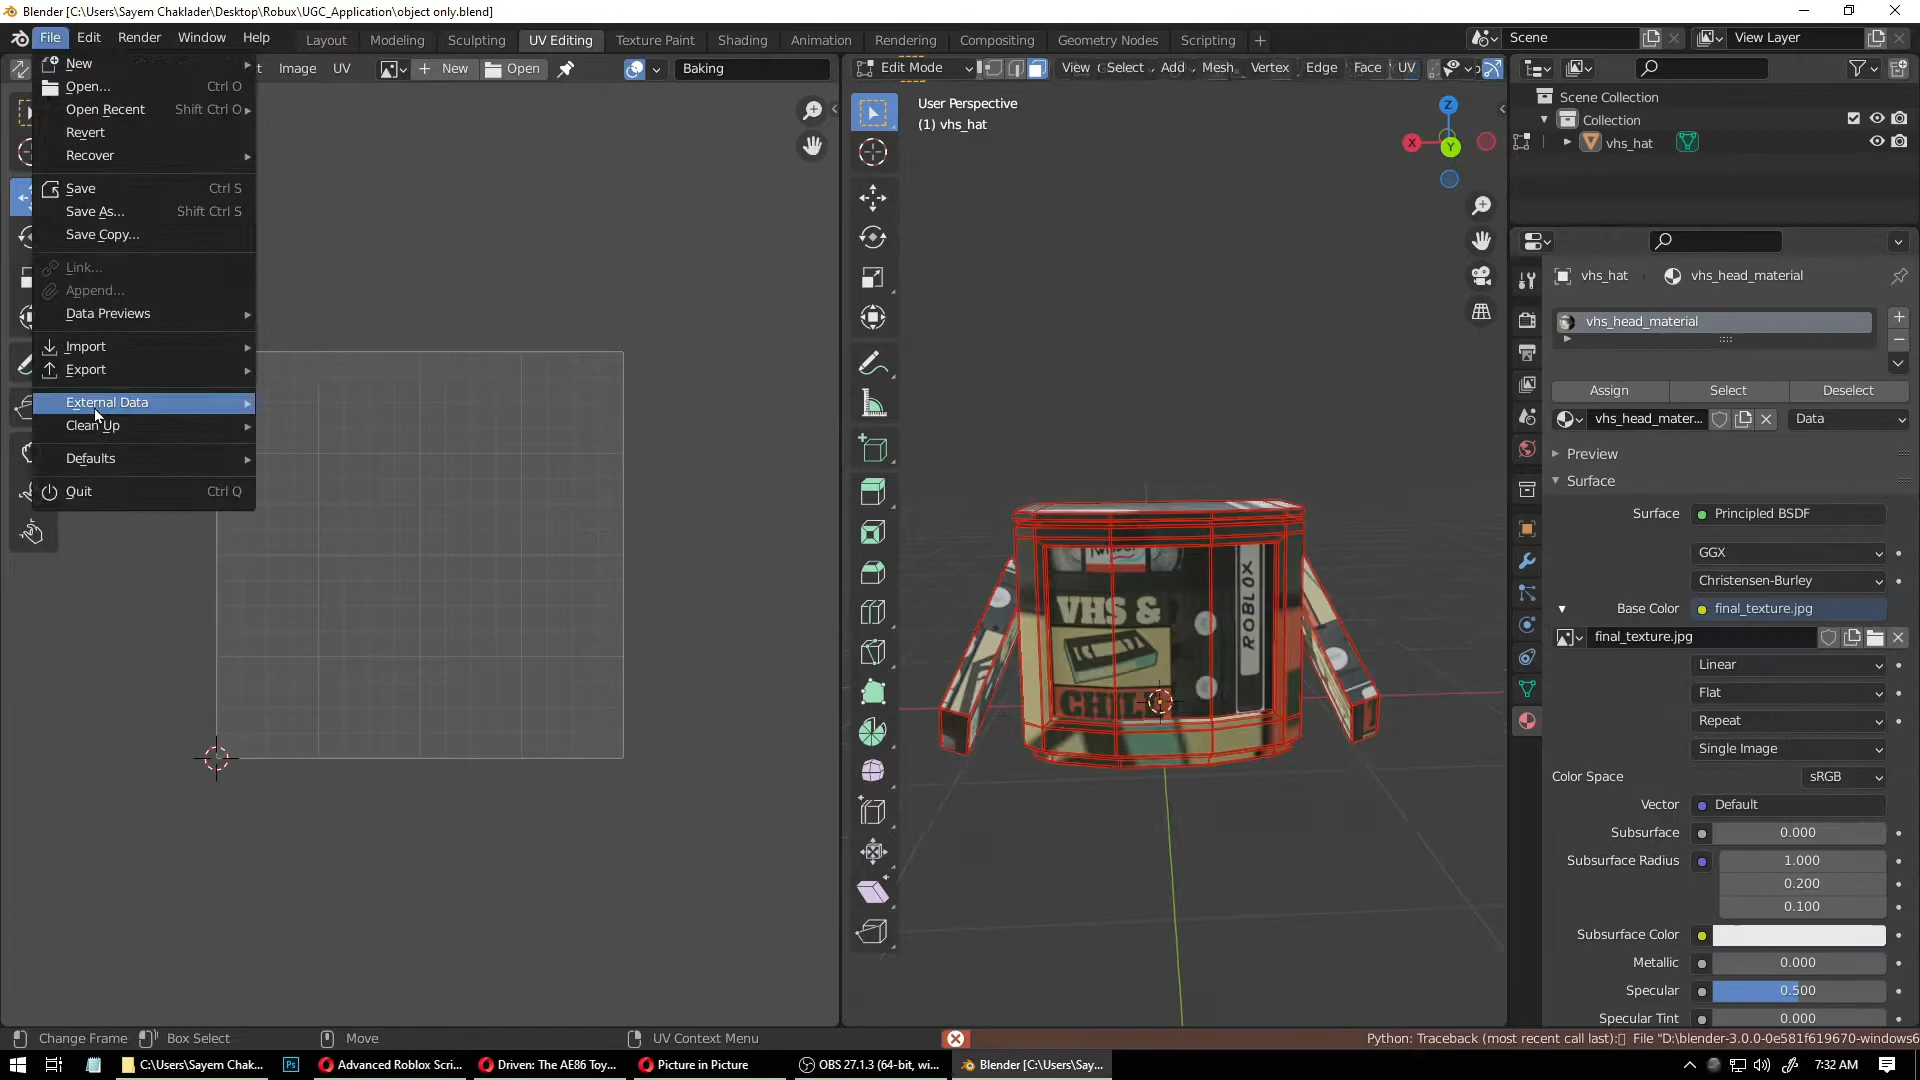 Blender [C:\Users\Sayem Chaklader\Desktop\Robux\UGC_Application\object only.blend]
File Edit Render Window Help Layout Modeling Sculpting UV Editing Texture Paint Shading Animation Rendering Compositing Geometry Nodes Scripting Scene View Layer
Image UV New Open Baking
Edit Mode View Select Add Mesh Vertex Edge Face UV
New
Open... Ctrl O
Open Recent Shift Ctrl O
Revert
Recover
Save Ctrl S
Save As... Shift Ctrl S
Save Copy...
Link...
Append...
Data Previews
Import
Export
External Data
Clean Up
Defaults
Quit Ctrl Q
User Perspective
(1) vhs_hat
Z
X
Y
VHS &
CHILL
ROBLOX
Scene Collection
Collection
vhs_hat
vhs_hat vhs_head_material
vhs_head_material
Assign Select Deselect
vhs_head_mater... Data
Preview
Surface
Surface Principled BSDF
GGX
Christensen-Burley
Base Color final_texture.jpg
final_texture.jpg
Linear
Flat
Repeat
Single Image
Color Space sRGB
Vector Default
Subsurface 0.000
Subsurface Radius 1.000
0.200
0.100
Subsurface Color
Metallic 0.000
Specular 0.500
Specular Tint 0.000
Change Frame Box Select Move UV Context Menu Python: Traceback (most recent call last): File "D:\blender-3.0.0-0e581f619670-windows6
C:\Users\Sayem Chak... Advanced Roblox Scri... Driven: The AE86 Toy... Picture in Picture OBS 27.1.3 (64-bit, wi... Blender [C:\Users\Say... 7:32 AM